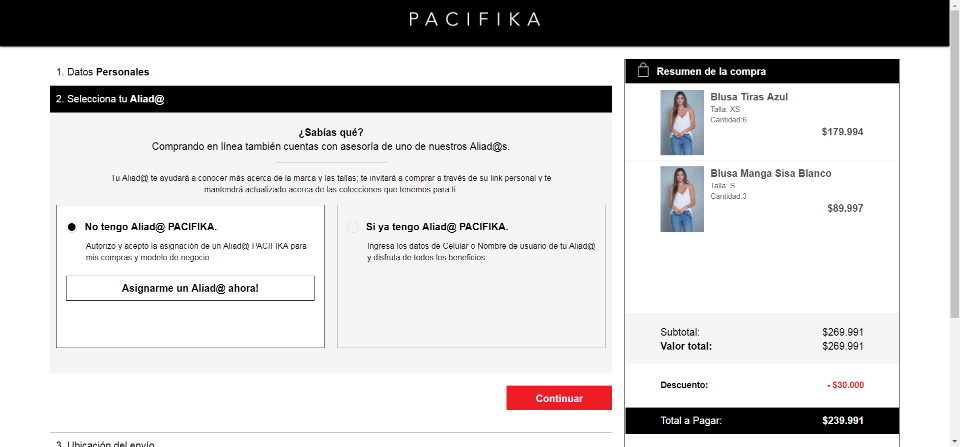 PACIFIKA
1. Datos Personales
2. Selecciona tu Aliad@
¿Sabías qué?
Comprando en línea también cuentas con asesoría de uno de nuestros Aliad@s.
Tu Aliad@ te ayudará a conocer más acerca de la marca y las tallas; te invitará a comprar a través de su link personal y te
mantendrá actualizado acerca de las colecciones que tenemos para ti
No tengo Aliad@ PACIFIKA.
Autorizo y acepto la asignación de un Aliad@ PACIFIKA para
mis compras y modelo de negocio
Asignarme un Aliad@ ahora!
Si ya tengo Aliad@ PACIFIKA.
Ingresa los datos de Celular o Nombre de usuario de tu Aliad@
y disfruta de todos los beneficios
Continuar
3. Ubicación del envío
Resumen de la compra
Blusa Tiras Azul
Talla: XS
Cantidad:6
$179.994
Blusa Manga Sisa Blanco
Talla: S
Cantidad:3
$89.997
Subtotal: $269.991
Valor total: $269.991
Descuento: - $30.000
Total a Pagar: $239.991